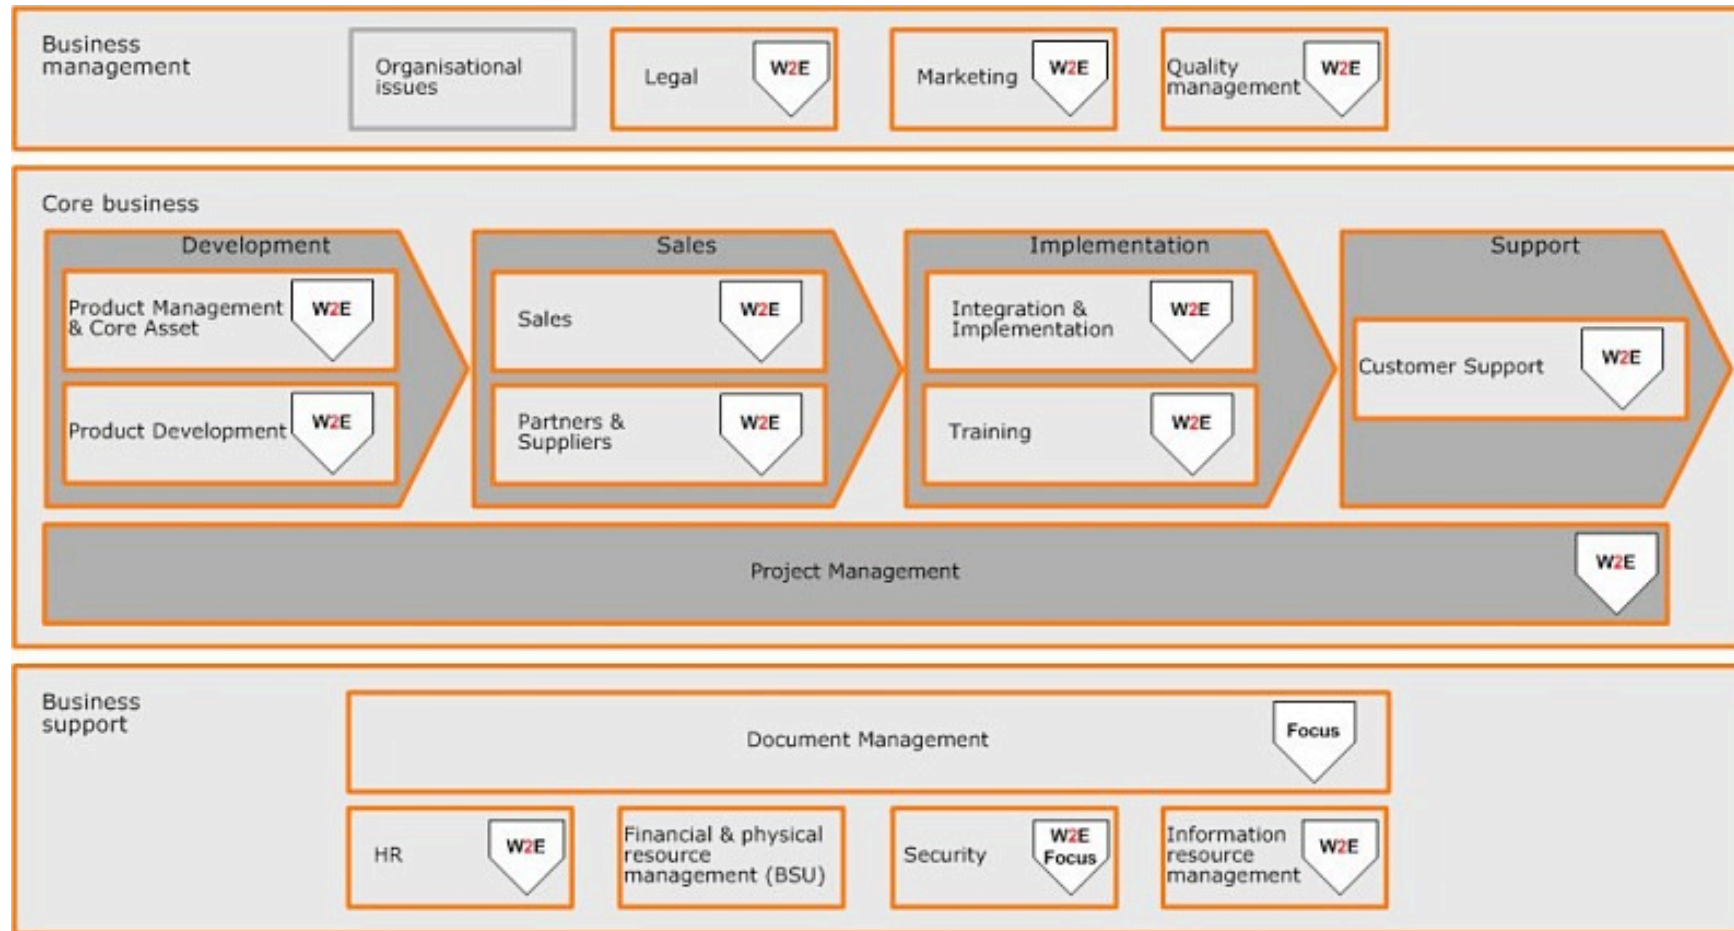 Business
management
Organisational
issues
Legal
W2E
Marketing
W2E
Quality
management
W2E
Core business
Development
Product Management
& Core Asset
W2E
Product Development
W2E
Sales
Sales
W2E
Partners &
Suppliers
W2E
Implementation
Integration &
Implementation
W2E
Training
W2E
Support
Customer Support
W2E
Project Management
W2E
Business
support
Document Management
Focus
HR
W2E
Financial & physical
resource
management (BSU)
Security
W2E
Focus
Information
resource
management
W2E